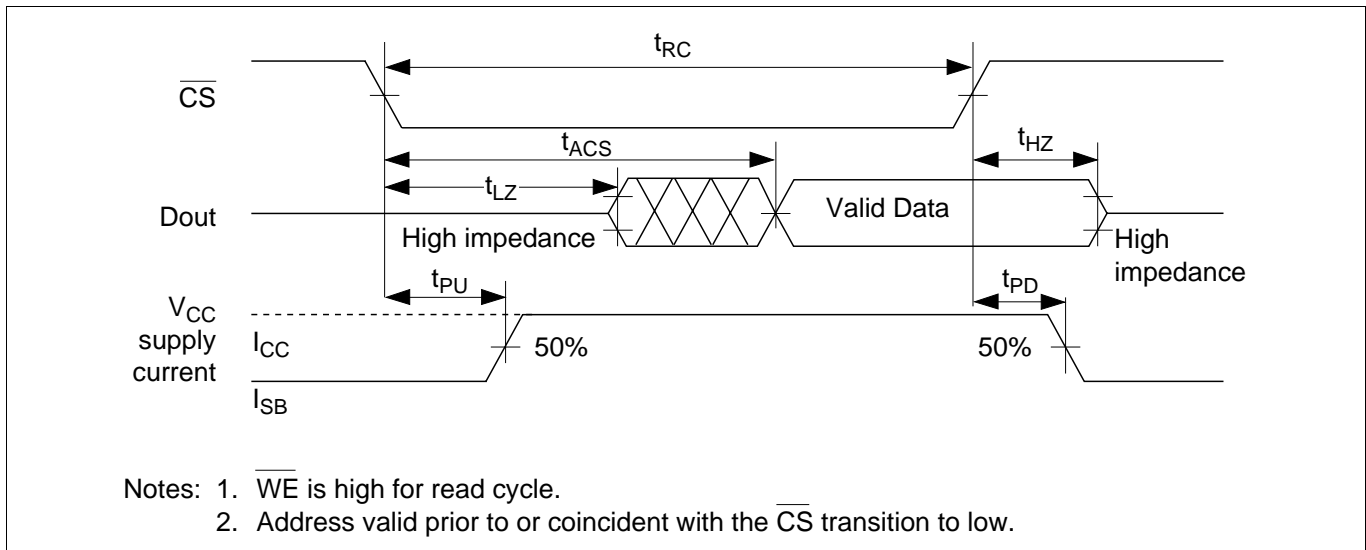 tRC
CS
tACS
tHZ
tLZ
Dout
Valid Data
High impedance
High
impedance
tPU
tPD
VCC
supply
current
ICC
50%
50%
ISB
Notes: 1. WE is high for read cycle.
2. Address valid prior to or coincident with the CS transition to low.